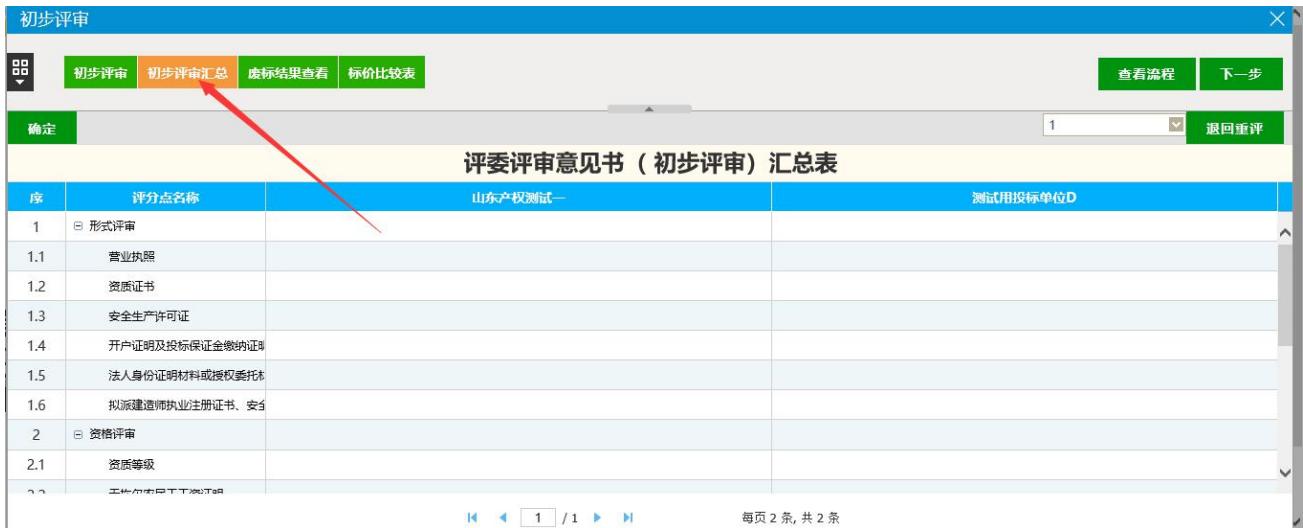 初步评审
初步评审 初步评审汇总 废标结果查看 标价比较表 查看流程 下一步
确定 1 退回重评
评委评审意见书（初步评审）汇总表
序 评分点名称 山东产权测试一 测试用投标单位D
1 形式评审
1.1 营业执照
1.2 资质证书
1.3 安全生产许可证
1.4 开户证明及投标保证金缴纳证明
1.5 法人身份证明材料或授权委托
1.6 拟派建造师执业注册证书、安全
2 资格评审
2.1 资质等级
1 / 1 每页 2 条, 共 2 条